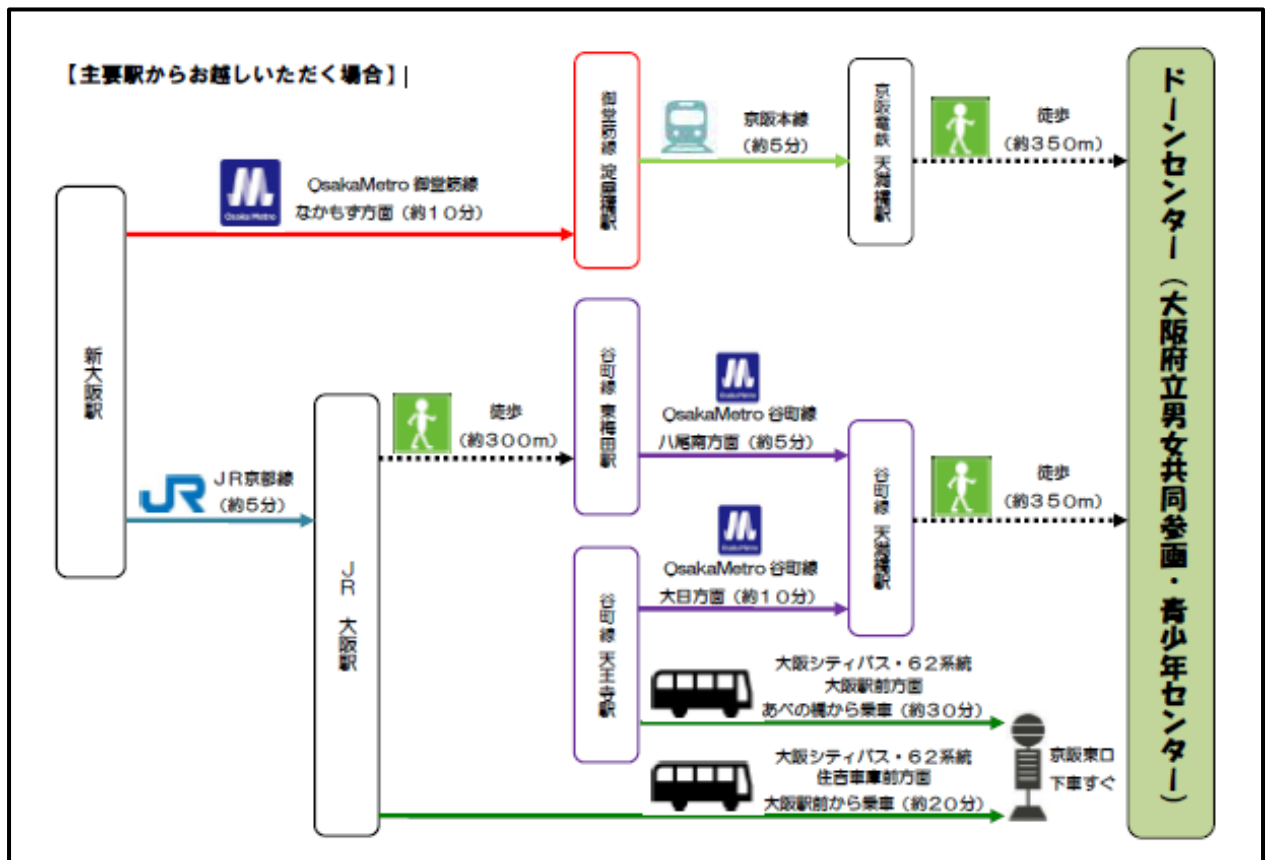 【主要駅からお越しいただく場合】
新大阪駅
Osaka Metro
OsakaMetro 御堂筋線
なかもず方面（約１０分）
御堂筋線 淀屋橋駅
京阪本線
（約５分）
京阪電鉄 天満橋駅
徒歩
（約３５０ｍ）
JR
ＪＲ京都線
（約５分）
ＪＲ 大阪駅
徒歩
（約３００ｍ）
谷町線 東梅田駅
Osaka Metro
OsakaMetro 谷町線
八尾南方面（約５分）
谷町線 天王寺駅
Osaka Metro
OsakaMetro 谷町線
大日方面（約１０分）
谷町線 天満橋駅
徒歩
（約３５０ｍ）
大阪シティバス・６２系統
大阪駅前方面
あべの橋から乗車（約３０分）
大阪シティバス・６２系統
住吉車庫前方面
大阪駅前から乗車（約２０分）
京阪東口
下車すぐ
ドーンセンター（大阪府立男女共同参画・青少年センター）